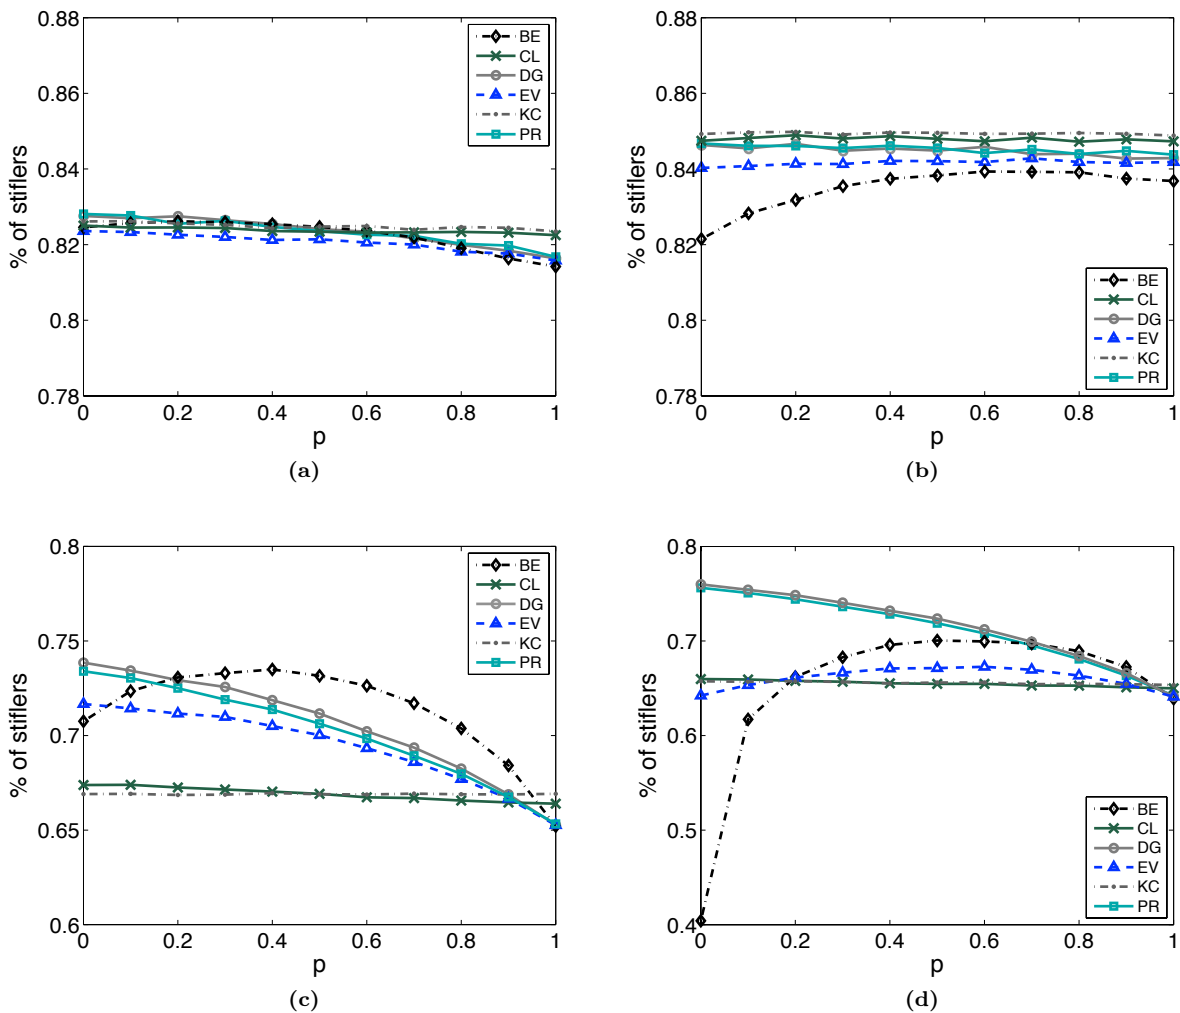 0.88
0.86
0.84
0.82
0.8
0.78
% of stiflers
0 0.2 0.4 0.6 0.8 1
p
BE
CL
DG
EV
KC
PR
(a)
0.88
0.86
0.84
0.82
0.8
0.78
% of stiflers
0 0.2 0.4 0.6 0.8 1
p
BE
CL
DG
EV
KC
PR
(b)
0.8
0.75
0.7
0.65
0.6
% of stiflers
0 0.2 0.4 0.6 0.8 1
p
BE
CL
DG
EV
KC
PR
(c)
0.8
0.7
0.6
0.5
0.4
% of stiflers
0 0.2 0.4 0.6 0.8 1
p
BE
CL
DG
EV
KC
PR
(d)